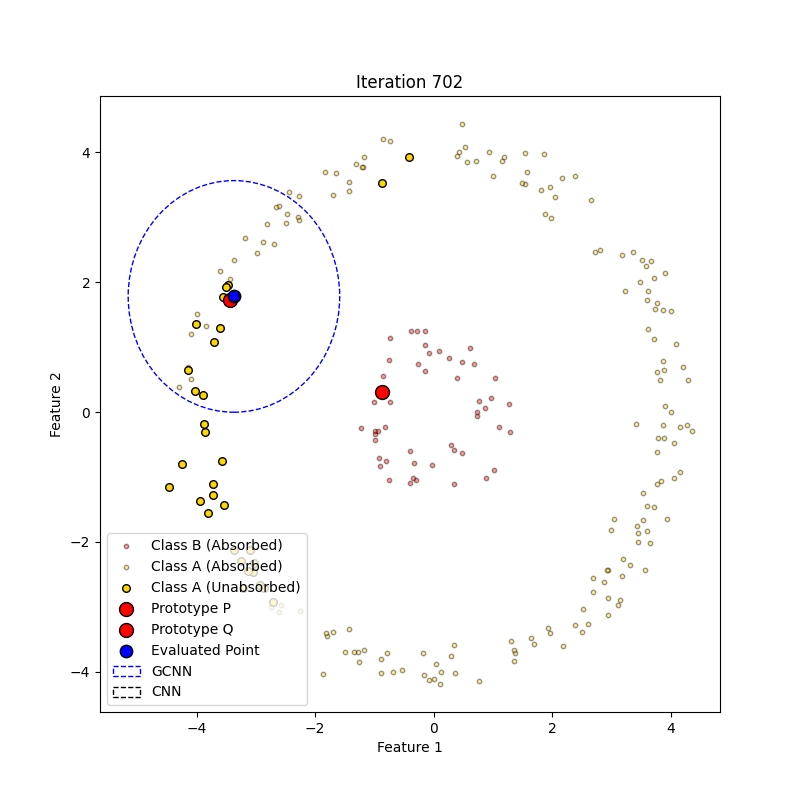 Iteration 702
Feature 2
4
2
0
−2
−4
Class B (Absorbed)
Class A (Absorbed)
Class A (Unabsorbed)
Prototype P
Prototype Q
Evaluated Point
GCNN
CNN
−4
−2
0
2
4
Feature 1